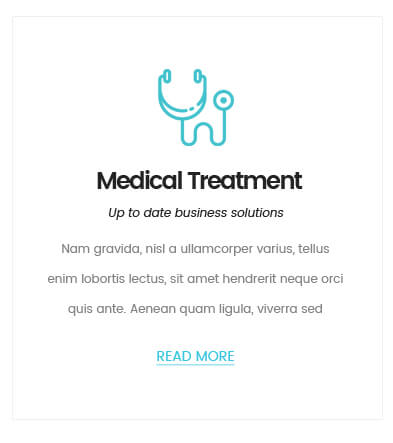 Medical Treatment
Up to date business solutions
Nam gravida, nisl a ullamcorper varius, tellus
enim lobortis lectus, sit amet hendrerit neque orci
quis ante. Aenean quam ligula, viverra sed
READ MORE